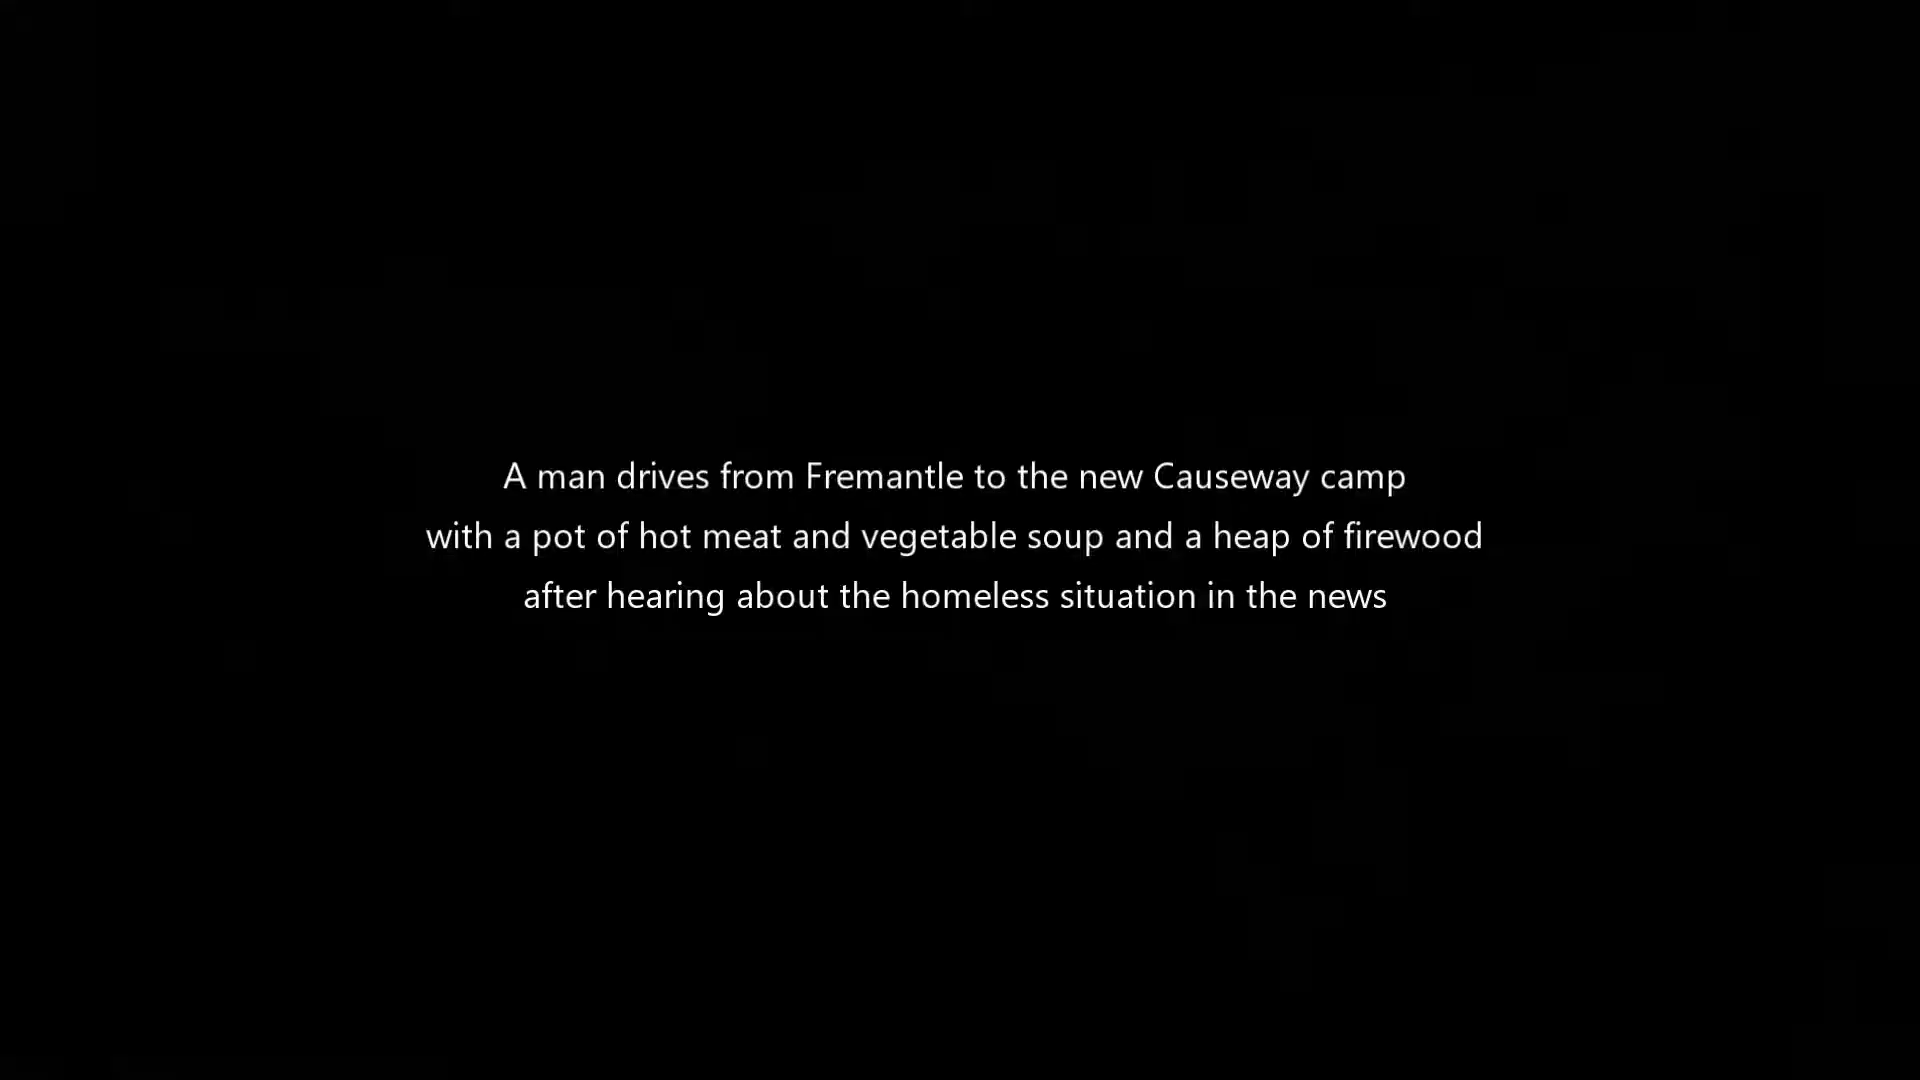 A man drives from Fremantle to the new Causeway camp
with a pot of hot meat and vegetable soup and a heap of firewood
after hearing about the homeless situation in the news